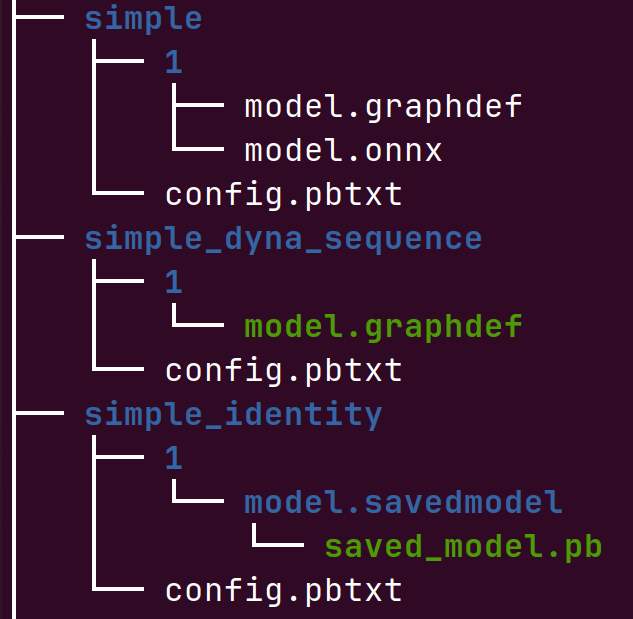 simple
1
model.graphdef
model.onnx
config.pbtxt
simple_dyna_sequence
1
model.graphdef
config.pbtxt
simple_identity
1
model.savedmodel
saved_model.pb
config.pbtxt